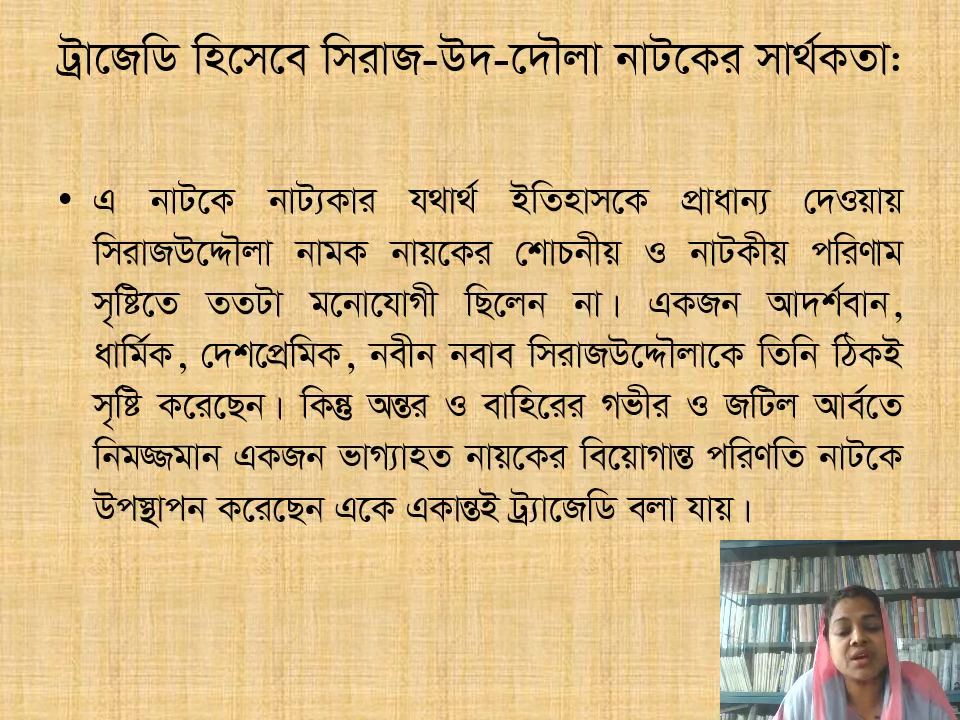 ট্রাজেডি হিসেবে সিরাজ-উদ-দৌলা নাটকের সার্থকতা:
• এ নাটকে নাট্যকার যথার্থ ইতিহাসকে প্রাধান্য দেওয়ায়
সিরাজউদ্দৌলা নামক নায়কের শোচনীয় ও নাটকীয় পরিণাম
সৃষ্টিতে ততটা মনোযোগী ছিলেন না। একজন আদর্শবান,
ধার্মিক, দেশপ্রেমিক, নবীন নবাব সিরাজউদ্দৌলাকে তিনি ঠিকই
সৃষ্টি করেছেন। কিন্তু অন্তর ও বাহিরের গভীর ও জটিল আর্বতে
নিমজ্জমান একজন ভাগ্যাহত নায়কের বিয়োগান্ত পরিণতি নাটকে
উপস্থাপন করেছেন একে একান্তই ট্র্যাজেডি বলা যায়।